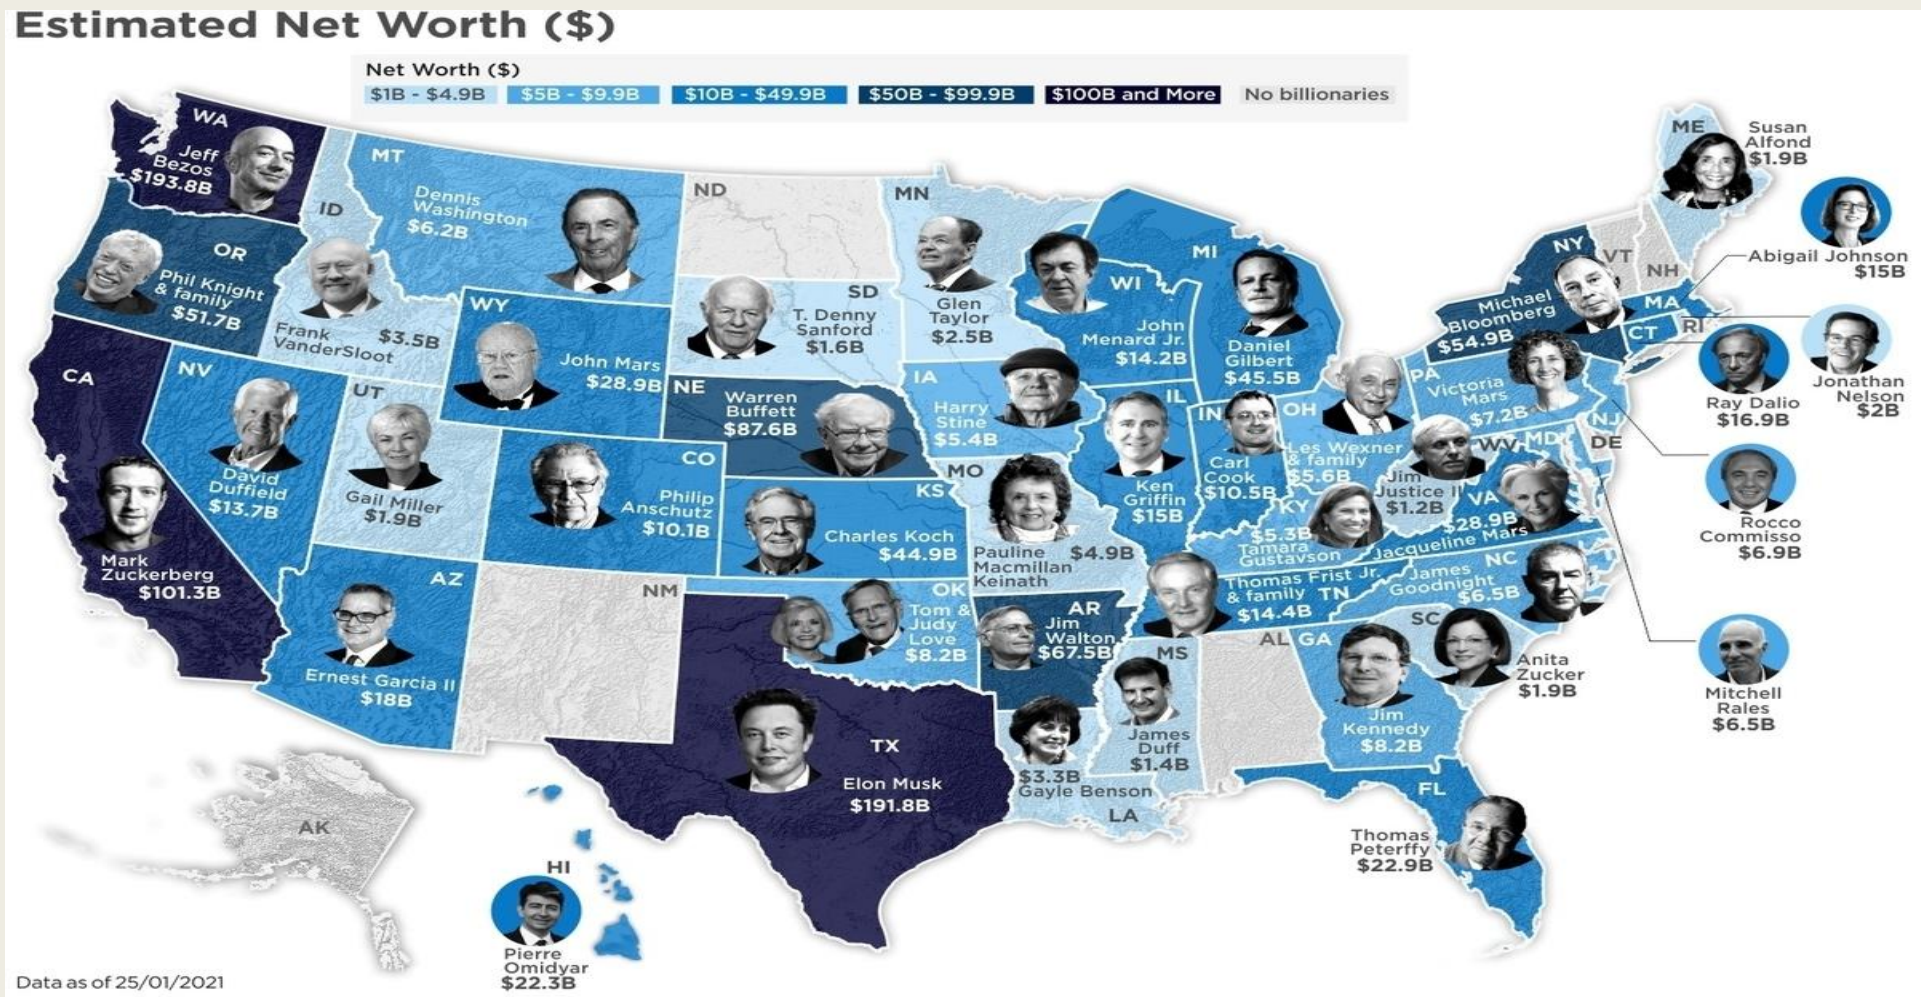 Estimated Net Worth ($)
Net Worth ($)
$1B - $4.9B
$5B - $9.9B
$10B - $49.9B
$50B - $99.9B
$100B and More
No billionaries
WA
Jeff
Bezos
$193.8B
OR
Phil Knight
& family
$51.7B
ID
Frank
VanderSloot
$3.5B
MT
Dennis
Washington
$6.2B
WY
John Mars
$28.9B
ND
SD
T. Denny
Sanford
$1.6B
NE
Warren
Buffett
$87.6B
MN
Glen
Taylor
$2.5B
IA
Harry
Stine
$5.4B
WI
John
Menard Jr.
$14.2B
MI
Daniel
Gilbert
$45.5B
CA
Mark
Zuckerberg
$101.3B
NV
David
Duffield
$13.7B
UT
Gail Miller
$1.9B
CO
Philip
Anschutz
$10.1B
KS
Charles Koch
$44.9B
MO
Pauline
Macmillan
Keinath
$4.9B
IL
Ken
Griffin
$15B
IN
Carl
Cook
$10.5B
OH
Les Wexner
& family
$5.6B
KY
$5.3B
Tamara
Gustavson
WV
Jim
Justice II
$1.2B
VA
$28.9B
Jacqueline Mars
PA
Victoria
Mars
$7.2B
NY
Michael
Bloomberg
$54.9B
VT
NH
ME
Susan
Alfond
$1.9B
MA
Abigail Johnson
$15B
CT
Ray Dalio
$16.9B
RI
Jonathan
Nelson
$2B
NJ
Rocco
Commisso
$6.9B
MD
Mitchell
Rales
$6.5B
DE
AZ
Ernest Garcia II
$18B
NM
OK
Tom &
Judy
Love
$8.2B
TX
Elon Musk
$191.8B
AR
Jim
Walton
$67.5B
LA
$3.3B
Gayle Benson
MS
James
Duff
$1.4B
AL
TN
Thomas Frist Jr.
& family
$14.4B
NC
James
Goodnight
$6.5B
SC
Anita
Zucker
$1.9B
GA
Jim
Kennedy
$8.2B
FL
Thomas
Peterffy
$22.9B
AK
HI
Pierre
Omidyar
$22.3B
Data as of 25/01/2021